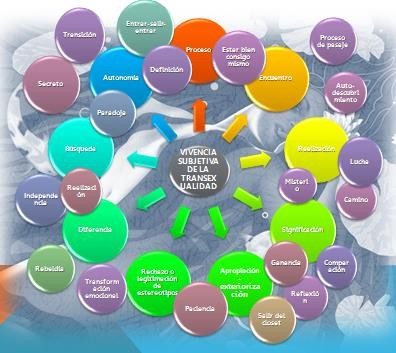 Entrar-salir-
entrar
Transición
Proceso
Estar bien
consigo
mismo
Proceso
de pasaje
Definición
Autonomía
Encuentro
Secreto
Auto-
descubri
miento
Paradoja
Búsqueda
VIVENCIA
SUBJETIVA
DE LA
TRANSEX
UALIDAD
Realización
Lucha
Independe
ncia
Realizaci
ón
Misteri
o
Camino
Diferencia
Significación
Rebeldía
Transform
ación
emocional
Rechazo o
legitimación
de
estereotipos
Apropiación
-
exterioriza
ción
Ganancia
Compar
ación
Paciencia
Reflexió
n
Salir del
closet